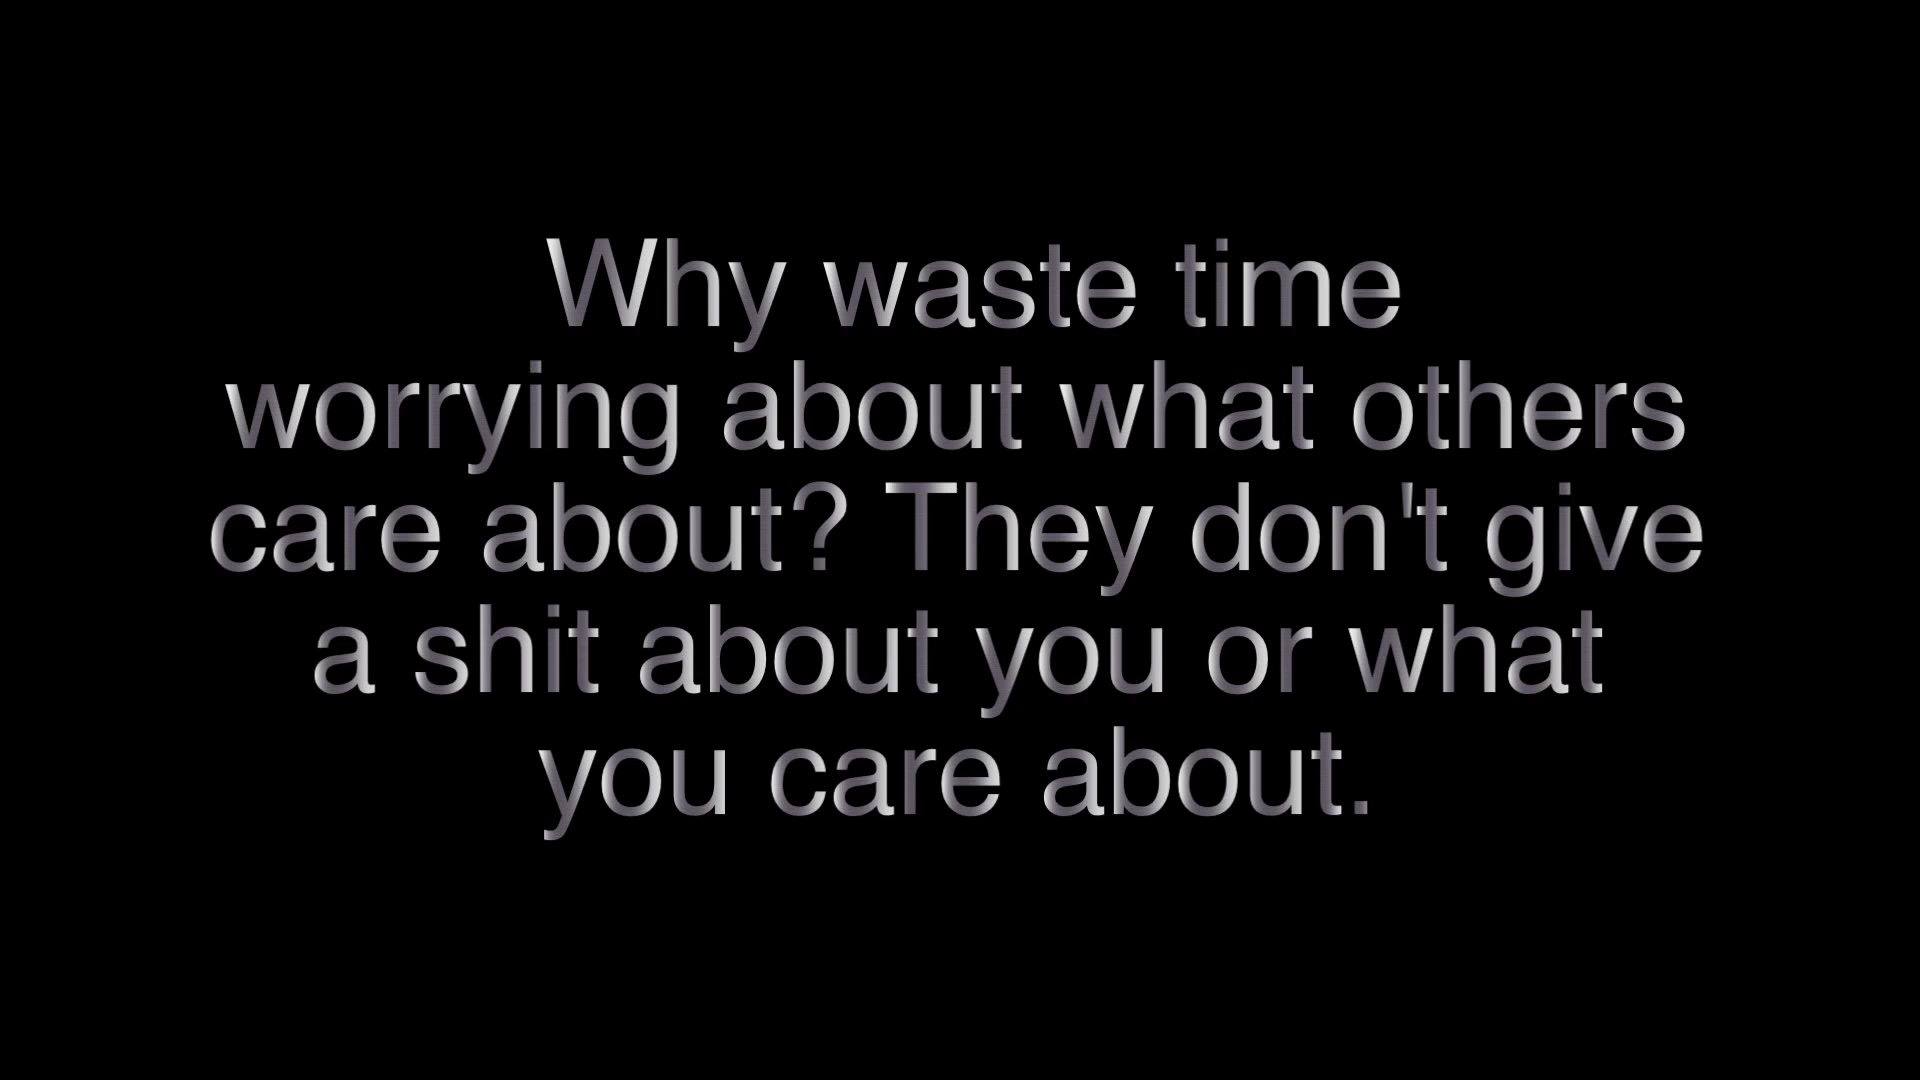 Why waste time
worrying about what others
care about? They don't give
a shit about you or what
you care about.